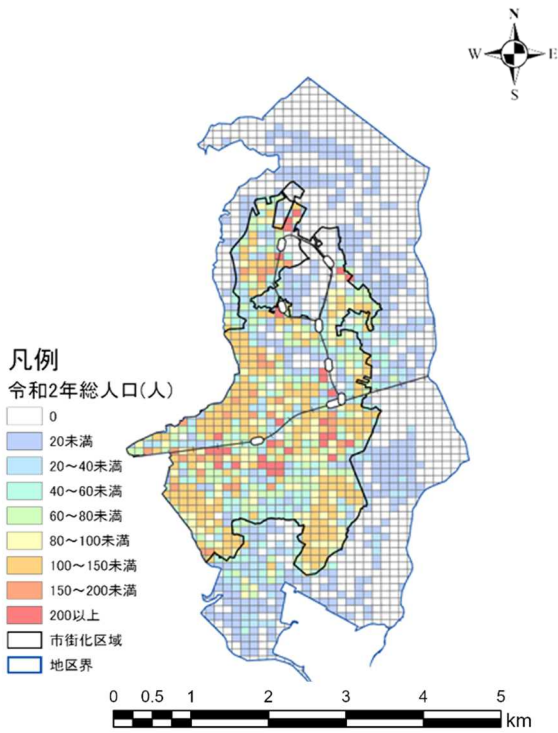 N
W E
S
凡例
令和2年総人口(人)
0
20未満
20～40未満
40～60未満
60～80未満
80～100未満
100～150未満
150～200未満
200以上
市街化区域
地区界
0 0.5 1 2 3 4 5
km